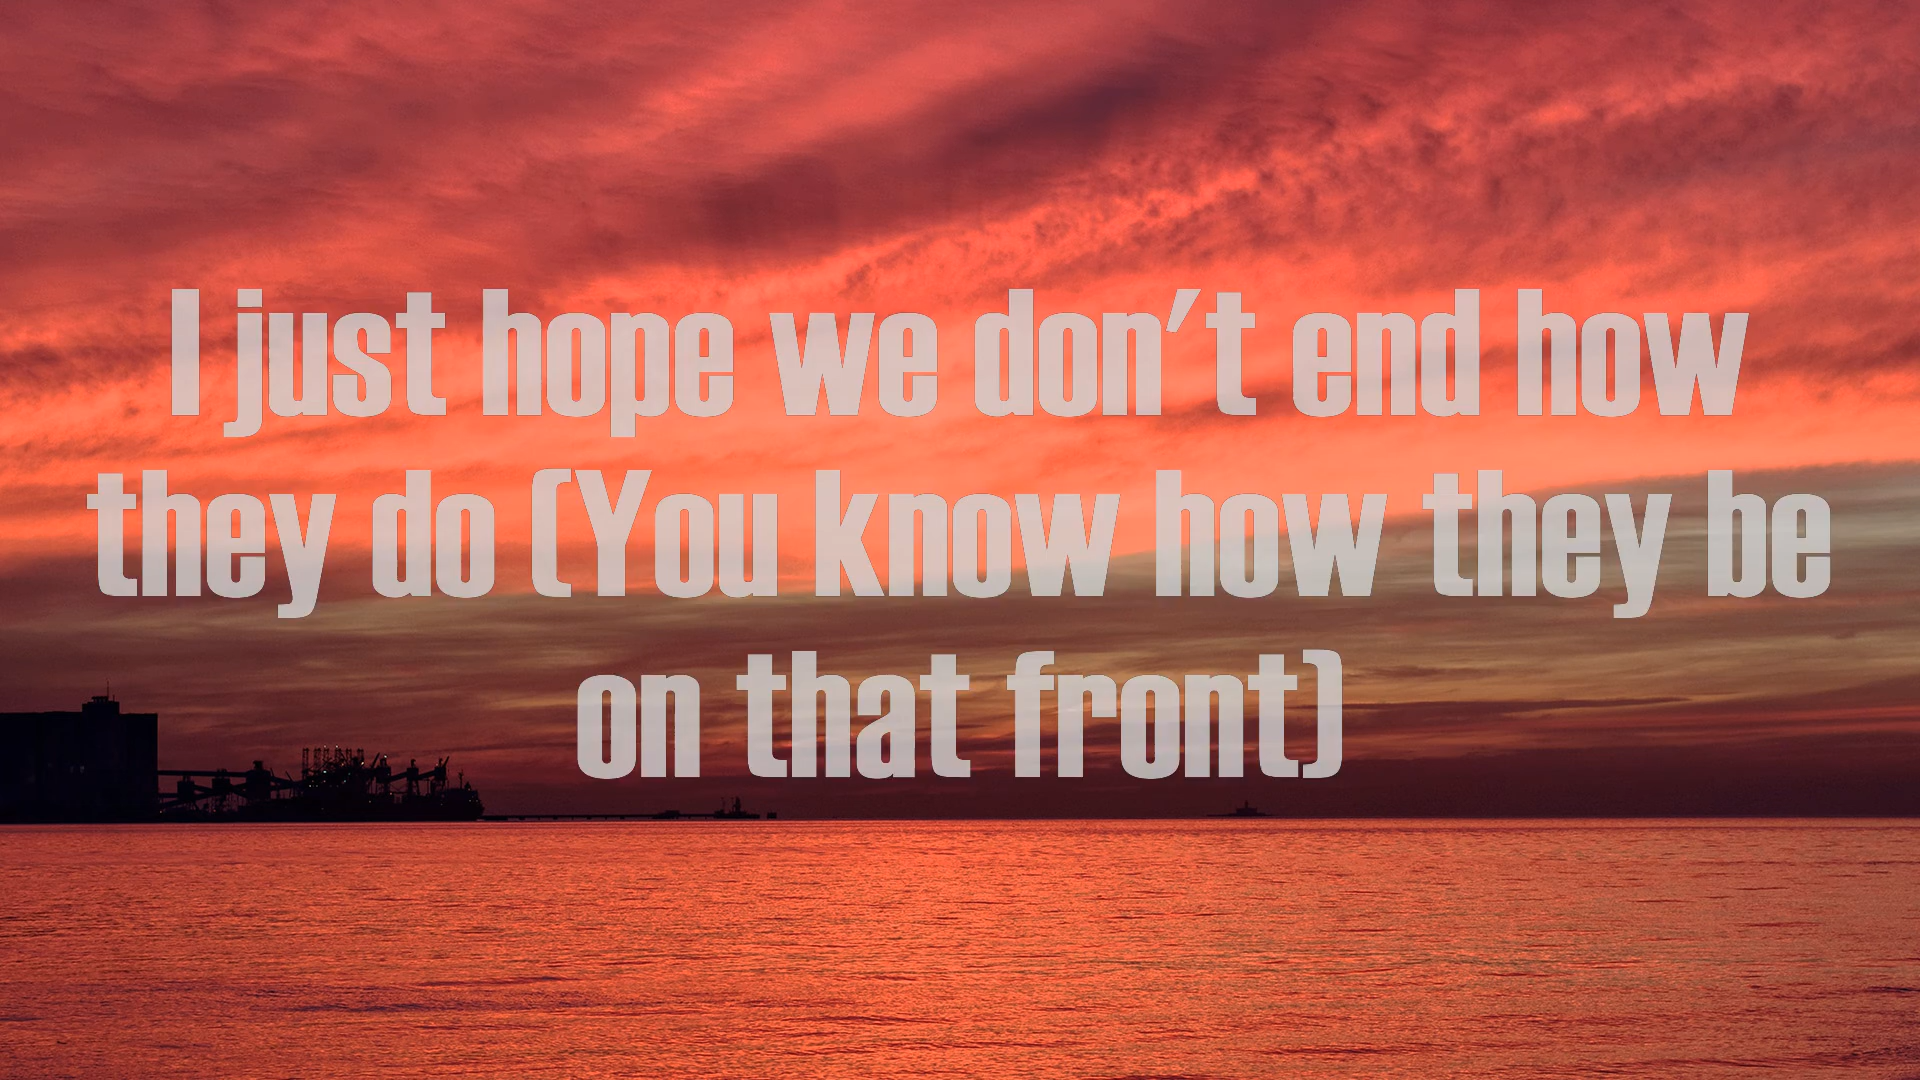 I just hope we don't end how
they do (You know how they be
on that front)